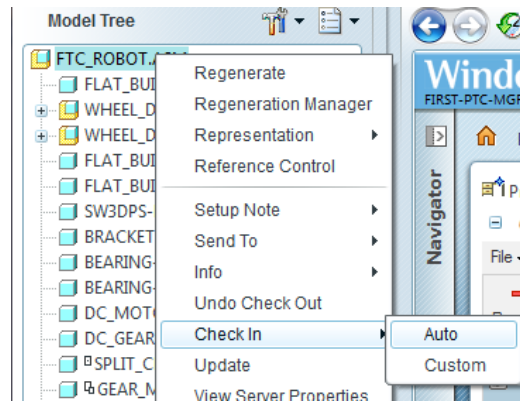 Model Tree
FTC_ROBOT.ASM
FLAT_BUI
WHEEL_D
WHEEL_D
FLAT_BUI
FLAT_BUI
SW3DPS-
BRACKET
BEARING-
BEARING-
DC_MOT
DC_GEAR
SPLIT_C
GEAR_M
Regenerate
Regeneration Manager
Representation
Reference Control
Setup Note
Send To
Info
Undo Check Out
Check In
Update
View Server Properties
Auto
Custom
Wind
FIRST-PTC-MGF
Navigator
File